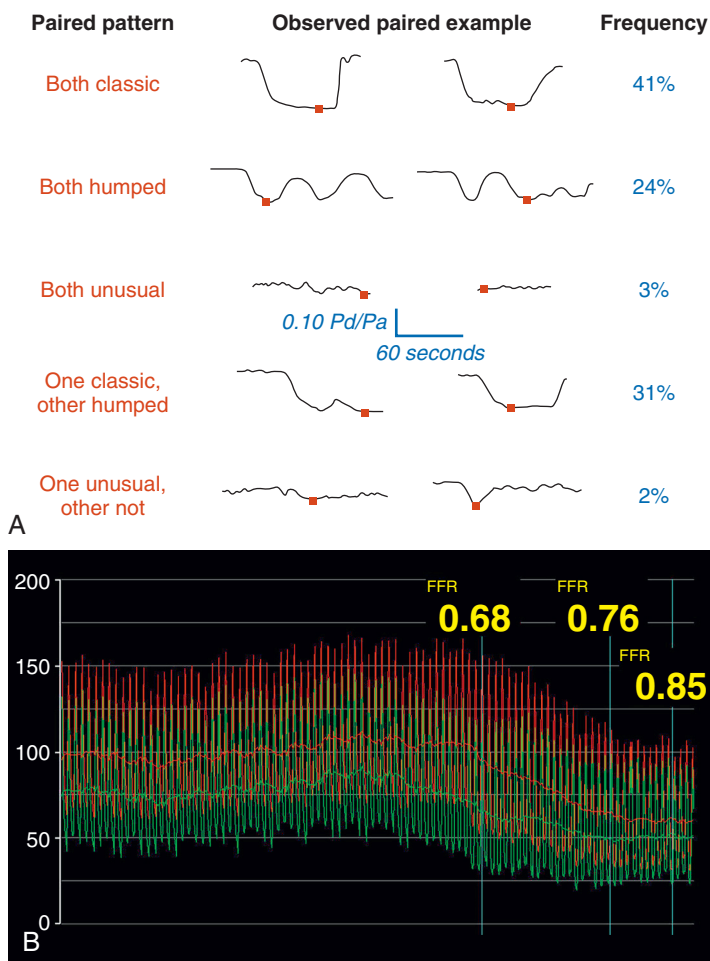 Paired pattern Observed paired example Frequency
Both classic 41%
Both humped 24%
Both unusual 3%
0.10 Pd/Pa
60 seconds
One classic,
other humped 31%
One unusual,
other not 2%
A
200
FFR FFR
0.68 0.76
FFR
150
0.85
100
50
0
B